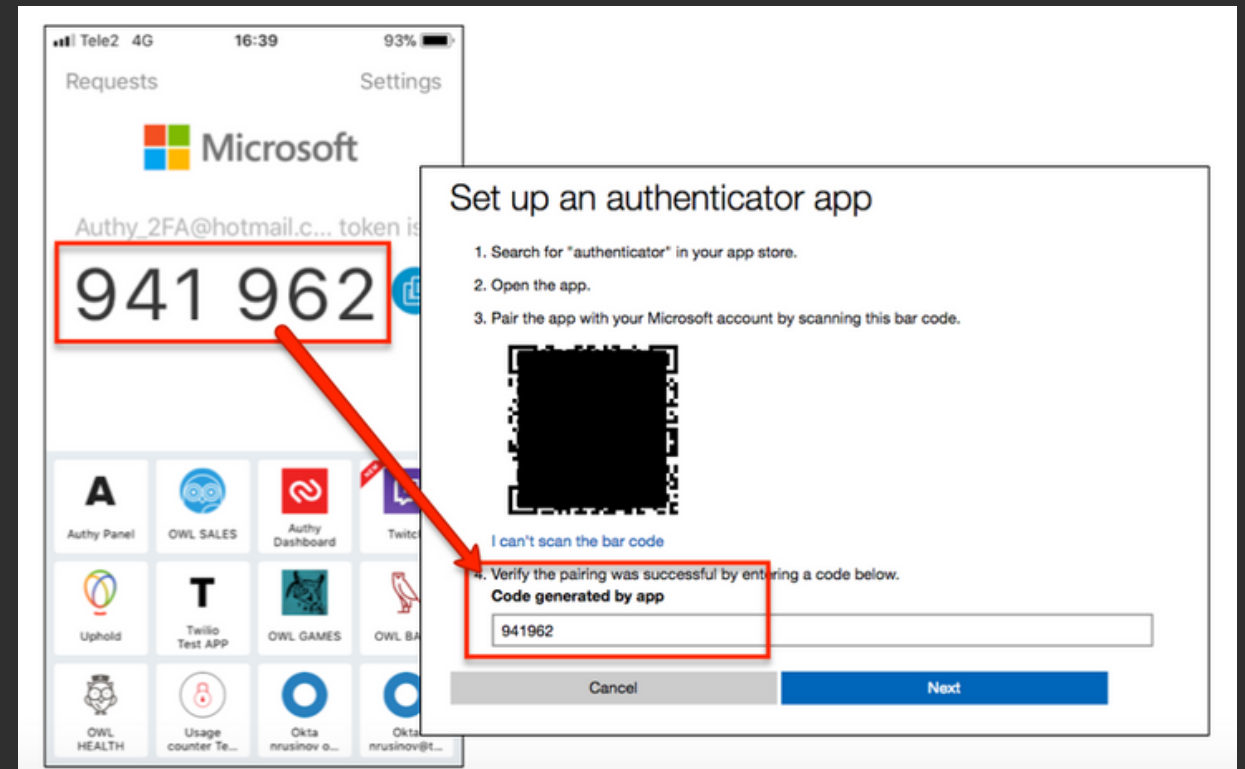 Tele2 4G 16:39 93%
Requests Settings
Microsoft
Authy_2FA@hotmail.c... token is
941 962
A
Authy Panel
OWL SALES
Authy
Dashboard
NEW
Uphold
T
Twilio
Test APP
OWL GAMES
OWL
HEALTH
Usage
counter Te...
Okta
nrusinov o...
Okta
nrusinov@t...
Set up an authenticator app
1. Search for "authenticator" in your app store.
2. Open the app.
3. Pair the app with your Microsoft account by scanning this bar code.
I can't scan the bar code
4. Verify the pairing was successful by entering a code below.
Code generated by app
941962
Cancel Next